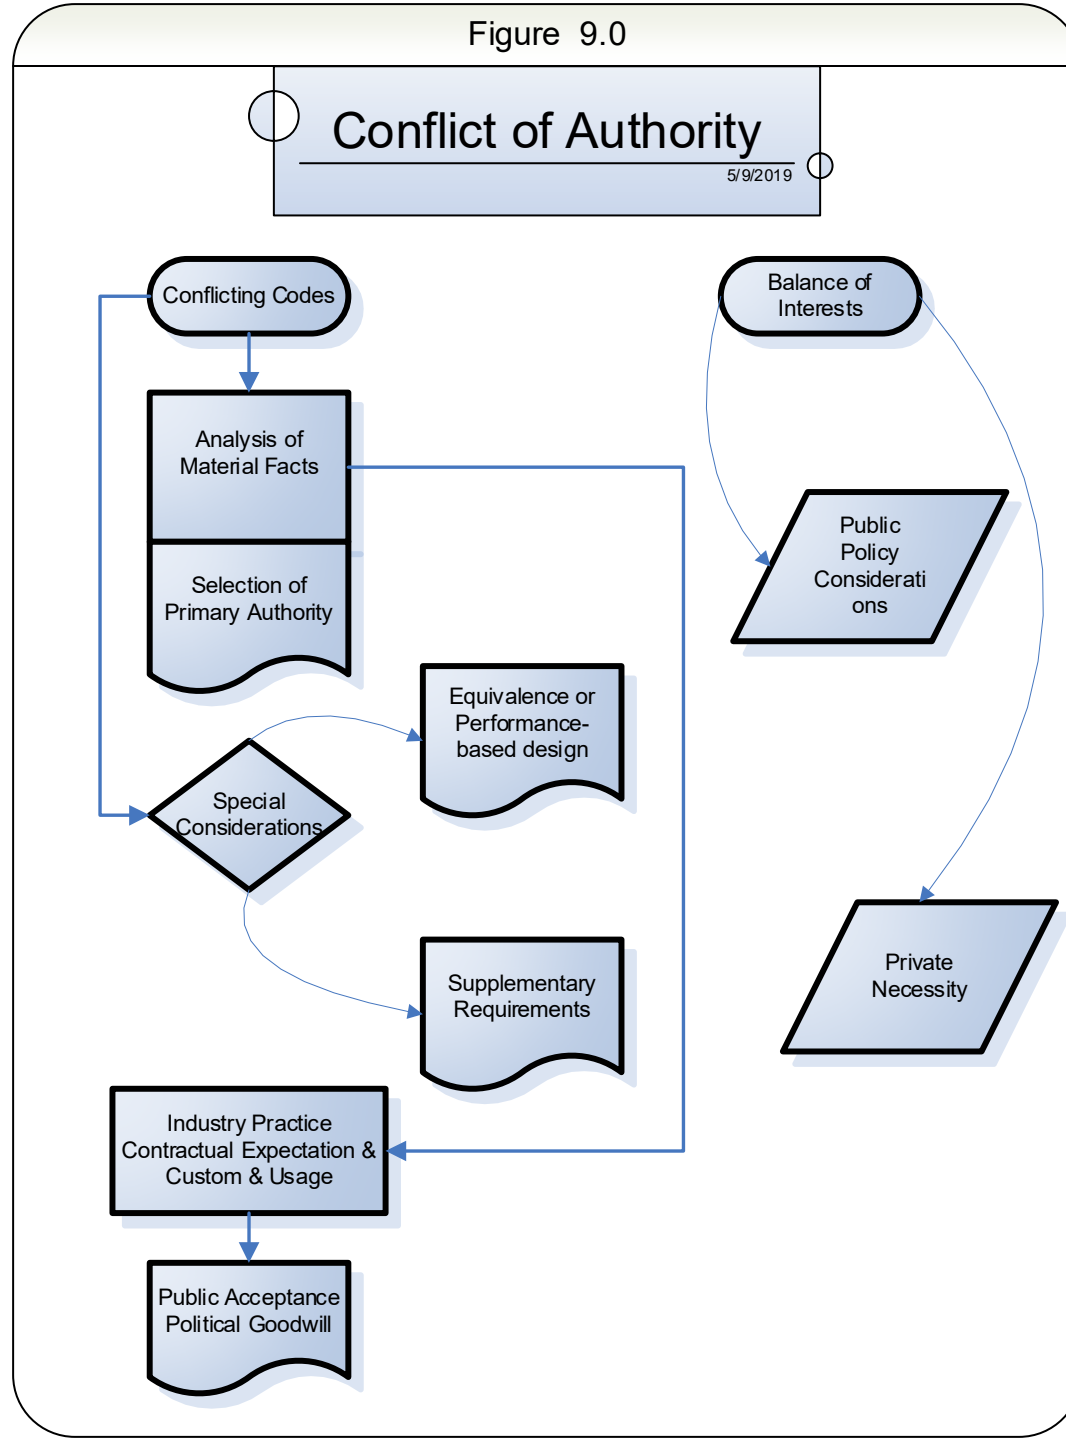 Figure 9.0
Conflict of Authority
5/9/2019
Conflicting Codes
Balance of
Interests
Analysis of
Material Facts
Selection of
Primary Authority
Public
Policy
Considerati
ons
Equivalence or
Performance-
based design
Special
Considerations
Supplementary
Requirements
Private
Necessity
Industry Practice
Contractual Expectation &
Custom & Usage
Public Acceptance
Political Goodwill